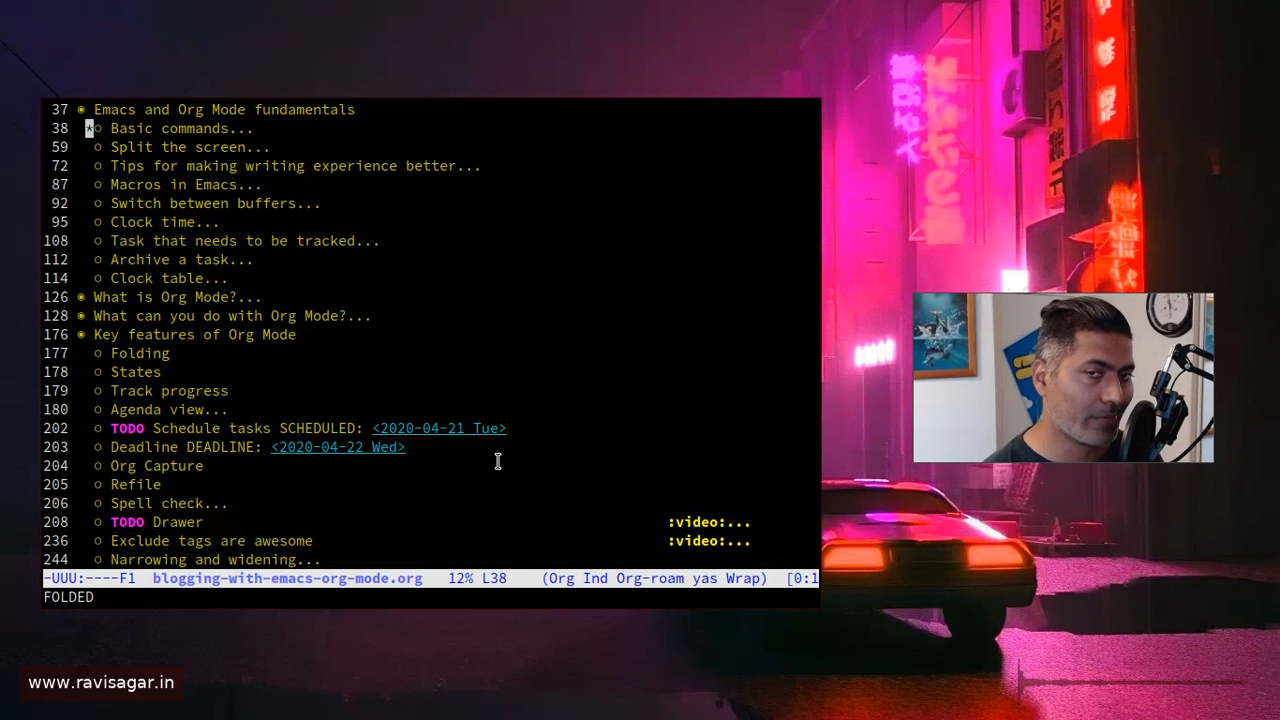 37 ◉ Emacs and Org Mode fundamentals
38 *○ Basic commands...
59 ○ Split the screen...
72 ○ Tips for making writing experience better...
87 ○ Macros in Emacs...
92 ○ Switch between buffers...
95 ○ Clock time...
108 ○ Task that needs to be tracked...
112 ○ Archive a task...
114 ○ Clock table...
126 ◉ What is Org Mode?...
128 ◉ What can you do with Org Mode?...
176 ◉ Key features of Org Mode
177 ○ Folding
178 ○ States
179 ○ Track progress
180 ○ Agenda view...
202 ○ TODO Schedule tasks SCHEDULED: <2020-04-21 Tue>
203 ○ Deadline DEADLINE: <2020-04-22 Wed>
204 ○ Org Capture
205 ○ Refile
206 ○ Spell check...
208 ○ TODO Drawer :video:...
236 ○ Exclude tags are awesome :video:...
244 ○ Narrowing and widening...
-UUU:----F1 blogging-with-emacs-org-mode.org 12% L38 (Org Ind Org-roam yas Wrap) [0:1
FOLDED
www.ravisagar.in